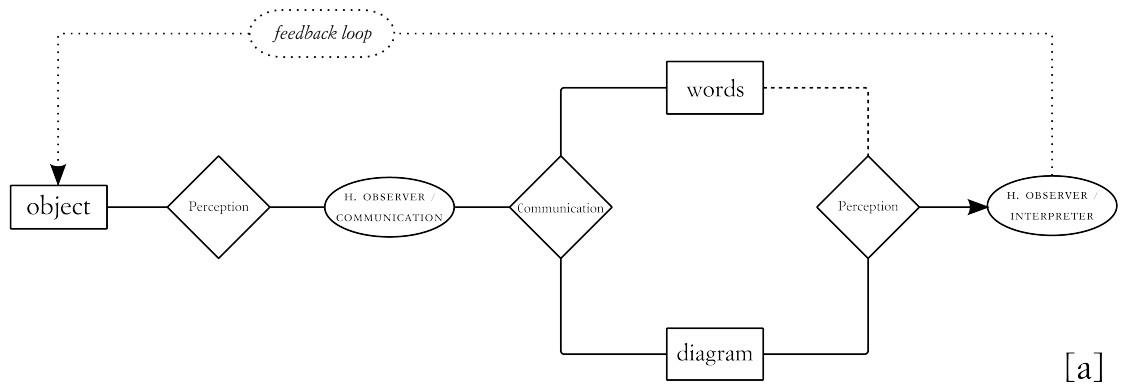 feedback loop
words
object
Perception
H. OBSERVER /
COMMUNICATION
Communication
Perception
H. OBSERVER /
INTERPRETER
diagram
[a]